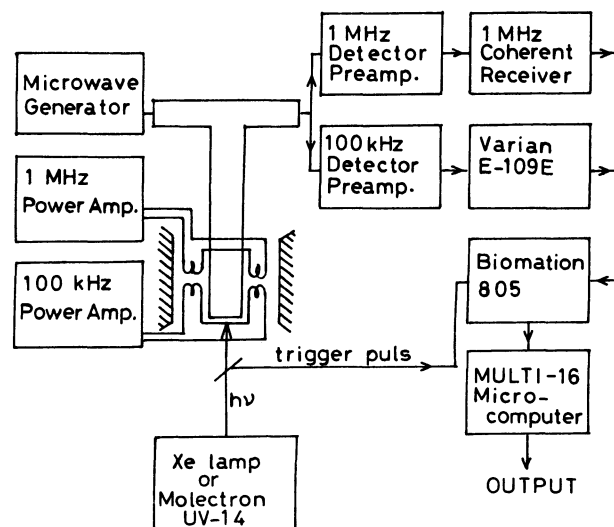 Microwave
Generator
1 MHz
Detector
Preamp.
1 MHz
Coherent
Receiver
100 kHz
Detector
Preamp.
Varian
E-109E
1 MHz
Power Amp.
100 kHz
Power Amp.
Biomation
805
trigger puls
hν
MULTI-16
Micro-
computer
Xe lamp
or
Molectron
UV-14
OUTPUT